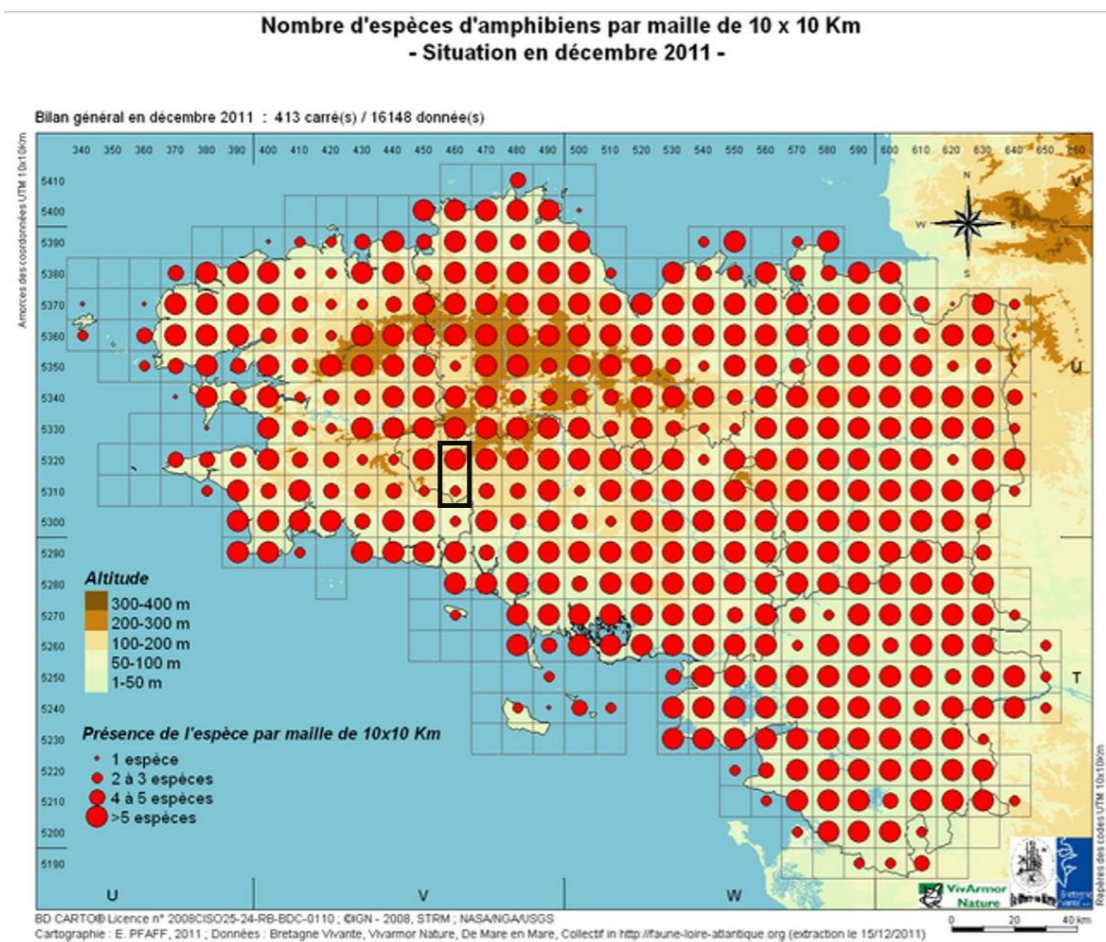 Nombre d'espèces d'amphibiens par maille de 10 x 10 Km
- Situation en décembre 2011 -
Bilan général en décembre 2011 : 413 carré(s) / 16148 donnée(s)
340 350 360 370 380 390 400 410 420 430 440 450 460 470 480 490 500 510 520 530 540 550 560 570 580 590 600 610 620 630 640 650 660
Amorces des coordonnées UTM 10x10Km
N
V
5410
5400
W
5390
S
5380
5370
5360
5350
U
5340
5330
5320
5310
5300
5290
5280
5270
5260
5250
T
5240
5230
5220
5210
5200
5190
Altitude
300-400 m
200-300 m
100-200 m
50-100 m
1-50 m
Présence de l'espèce par maille de 10x10 Km
1 espèce
2 à 3 espèces
4 à 5 espèces
>5 espèces
Repères des codes UTM 10x10Km
U V W
VivArmor
Nature
Bretagne
Vivante
BD CARTO® Licence n° 2008CISO25-24-RB-BDC-0110 ; ©IGN - 2008, STRM ; NASA/NGA/USGS
0 20 40 km
Cartographie : E. PFAFF, 2011 ; Données : Bretagne Vivante, Vivarmor Nature, De Mare en Mare, Collectif in http://faune-loire-atlantique.org (extraction le 15/12/2011)